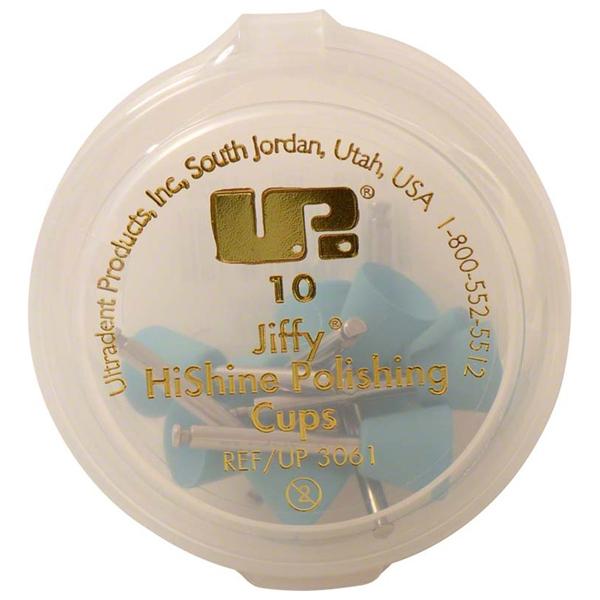 Ultradent Products, Inc, South Jordan, Utah, USA 1-800-552-5512
UP®
10
Jiffy®
HiShine Polishing
Cups
REF/UP 3061
2